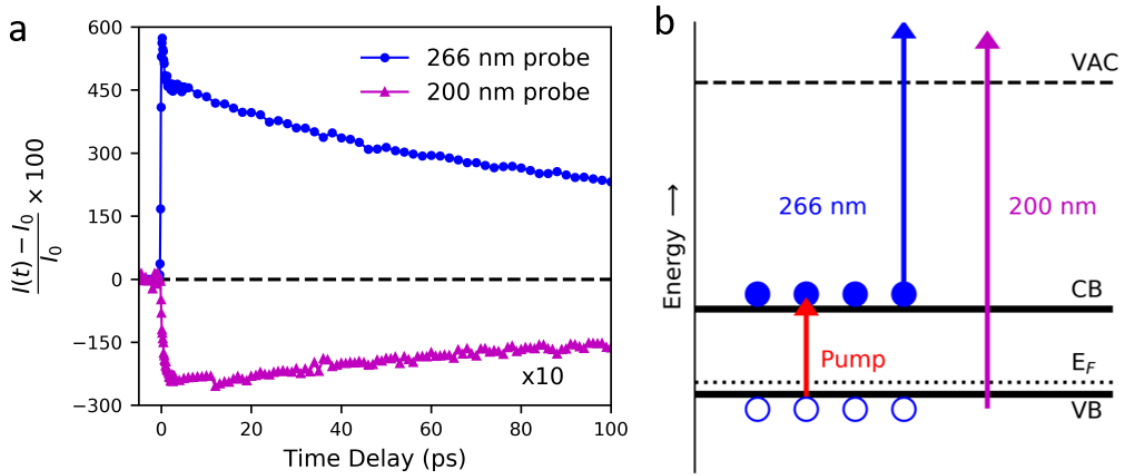 a
600
450
300
150
0
−150
−300
I(t) − I₀
I₀
× 100
266 nm probe
200 nm probe
x10
0
20
40
60
80
100
Time Delay (ps)
b
Energy →
VAC
266 nm
200 nm
CB
Pump
E_F
VB